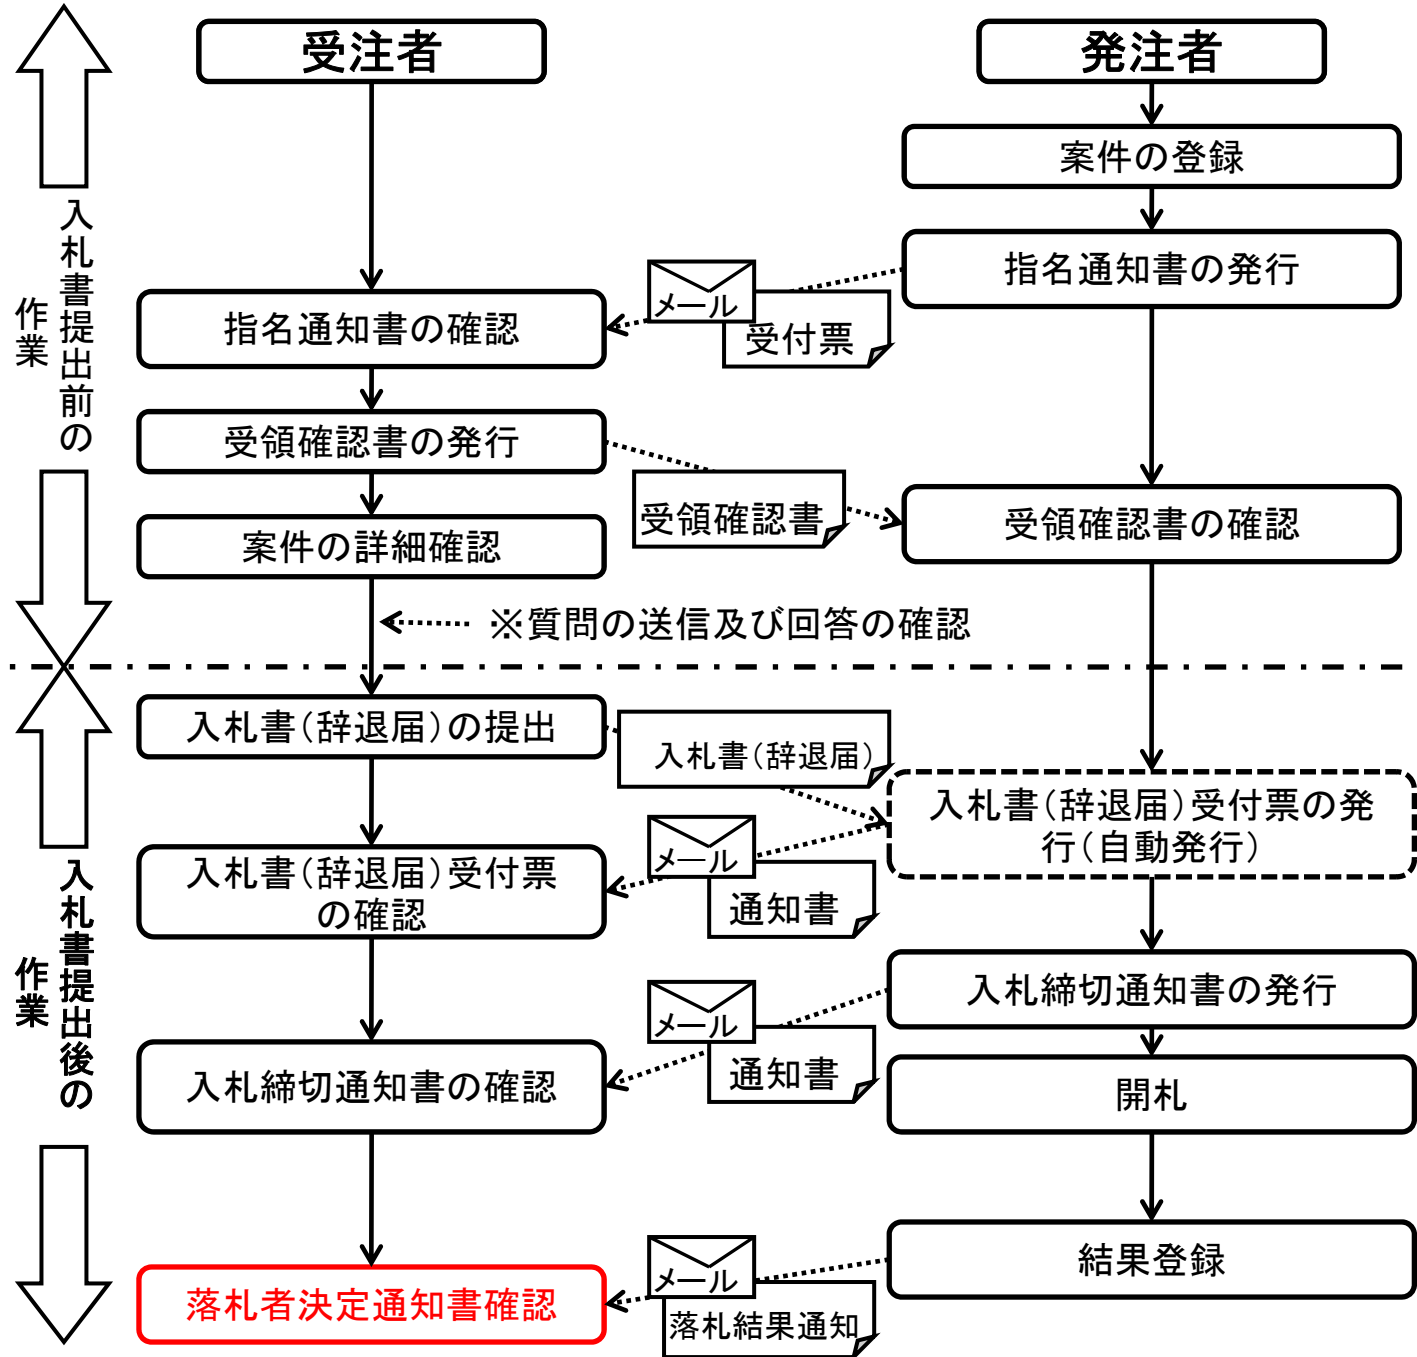 受注者
発注者
案件の登録
指名通知書の発行
メール
受付票
指名通知書の確認
入札書提出前の
作業
受領確認書の発行
受領確認書
受領確認書の確認
案件の詳細確認
※質問の送信及び回答の確認
入札書(辞退届)の提出
入札書(辞退届)
入札書(辞退届)受付票の発
行(自動発行)
メール
通知書
入札書(辞退届)受付票
の確認
入札書提出後の
作業
入札締切通知書の発行
メール
通知書
入札締切通知書の確認
開札
結果登録
メール
落札結果通知
落札者決定通知書確認